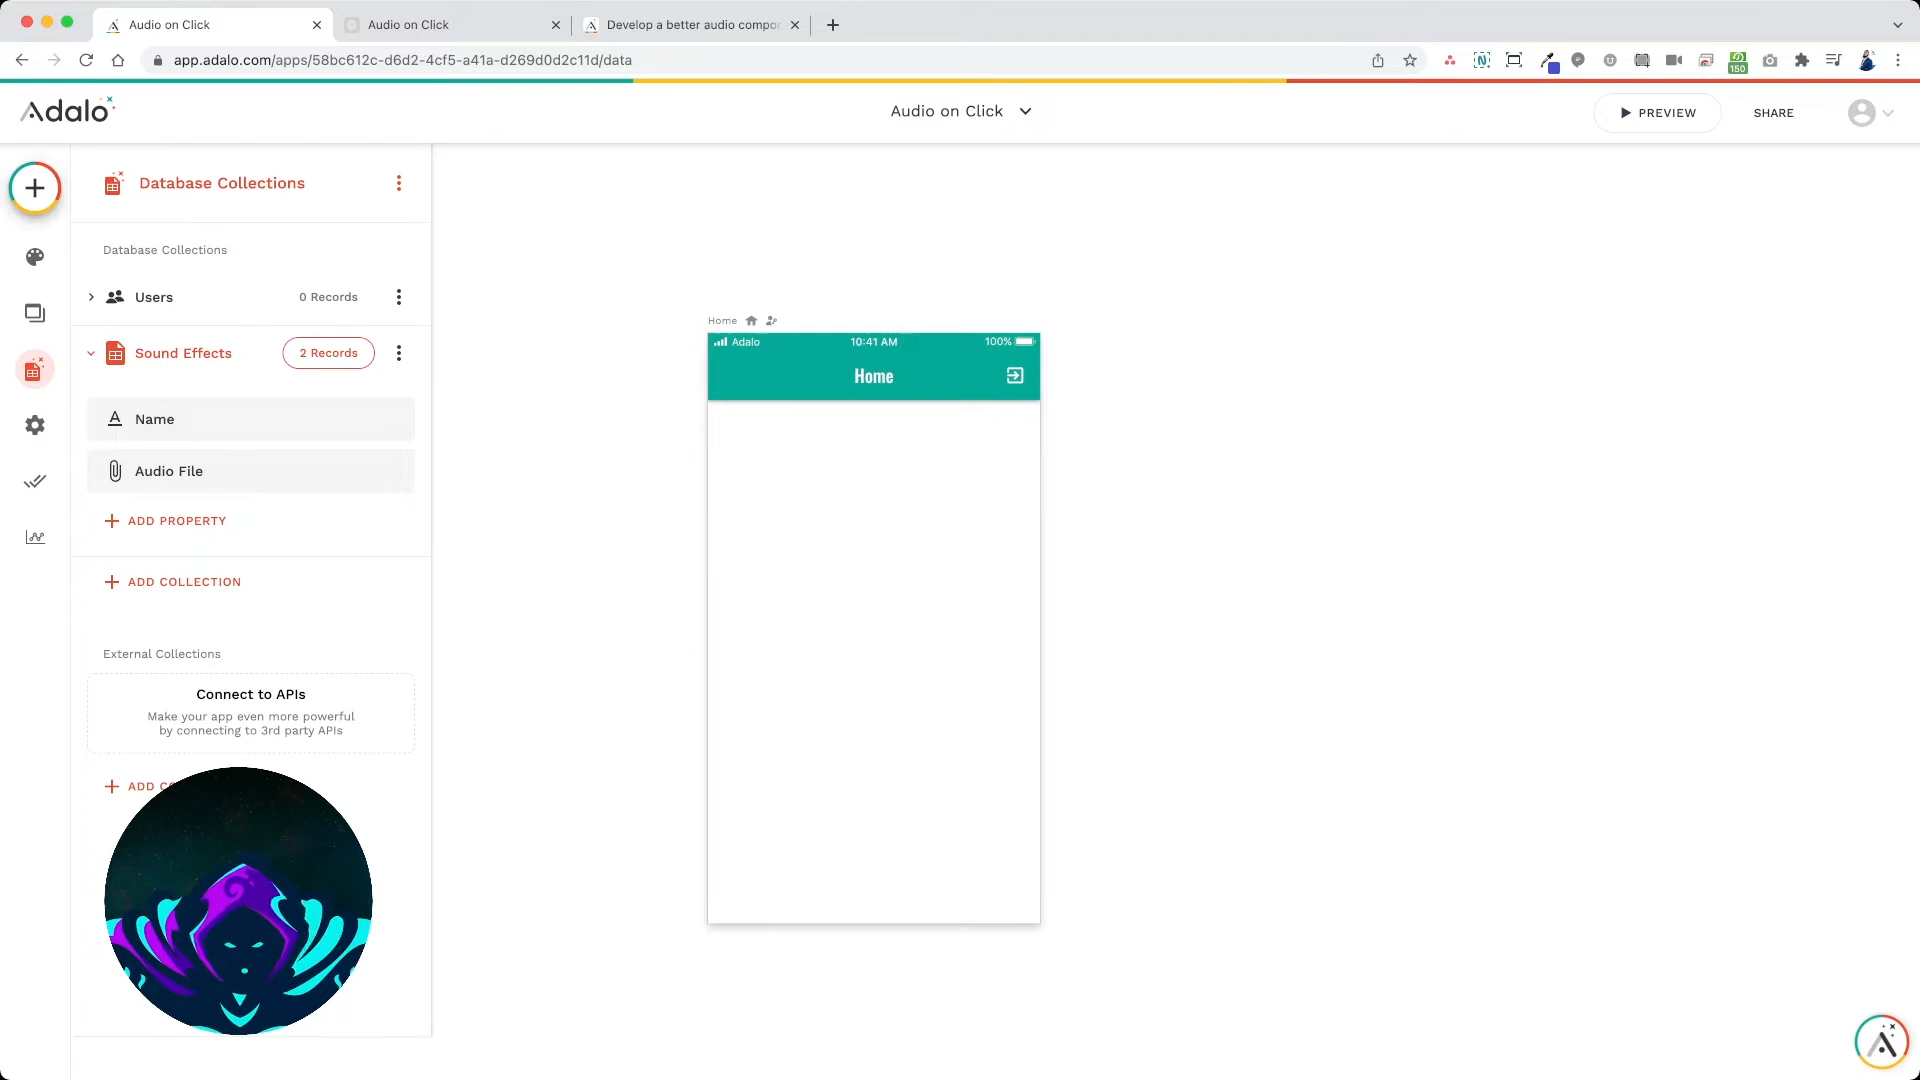 Audio on Click
Audio on Click
Develop a better audio compor
app.adalo.com/apps/58bc612c-d6d2-4cf5-a41a-d269d0d2c11d/data
150
Adalo
Audio on Click
PREVIEW
SHARE
Database Collections
Database Collections
Users
0 Records
Sound Effects
2 Records
Name
Audio File
ADD PROPERTY
ADD COLLECTION
External Collections
Connect to APIs
Make your app even more powerful
by connecting to 3rd party APIs
ADD
Home
Adalo
10:41 AM
100%
Home